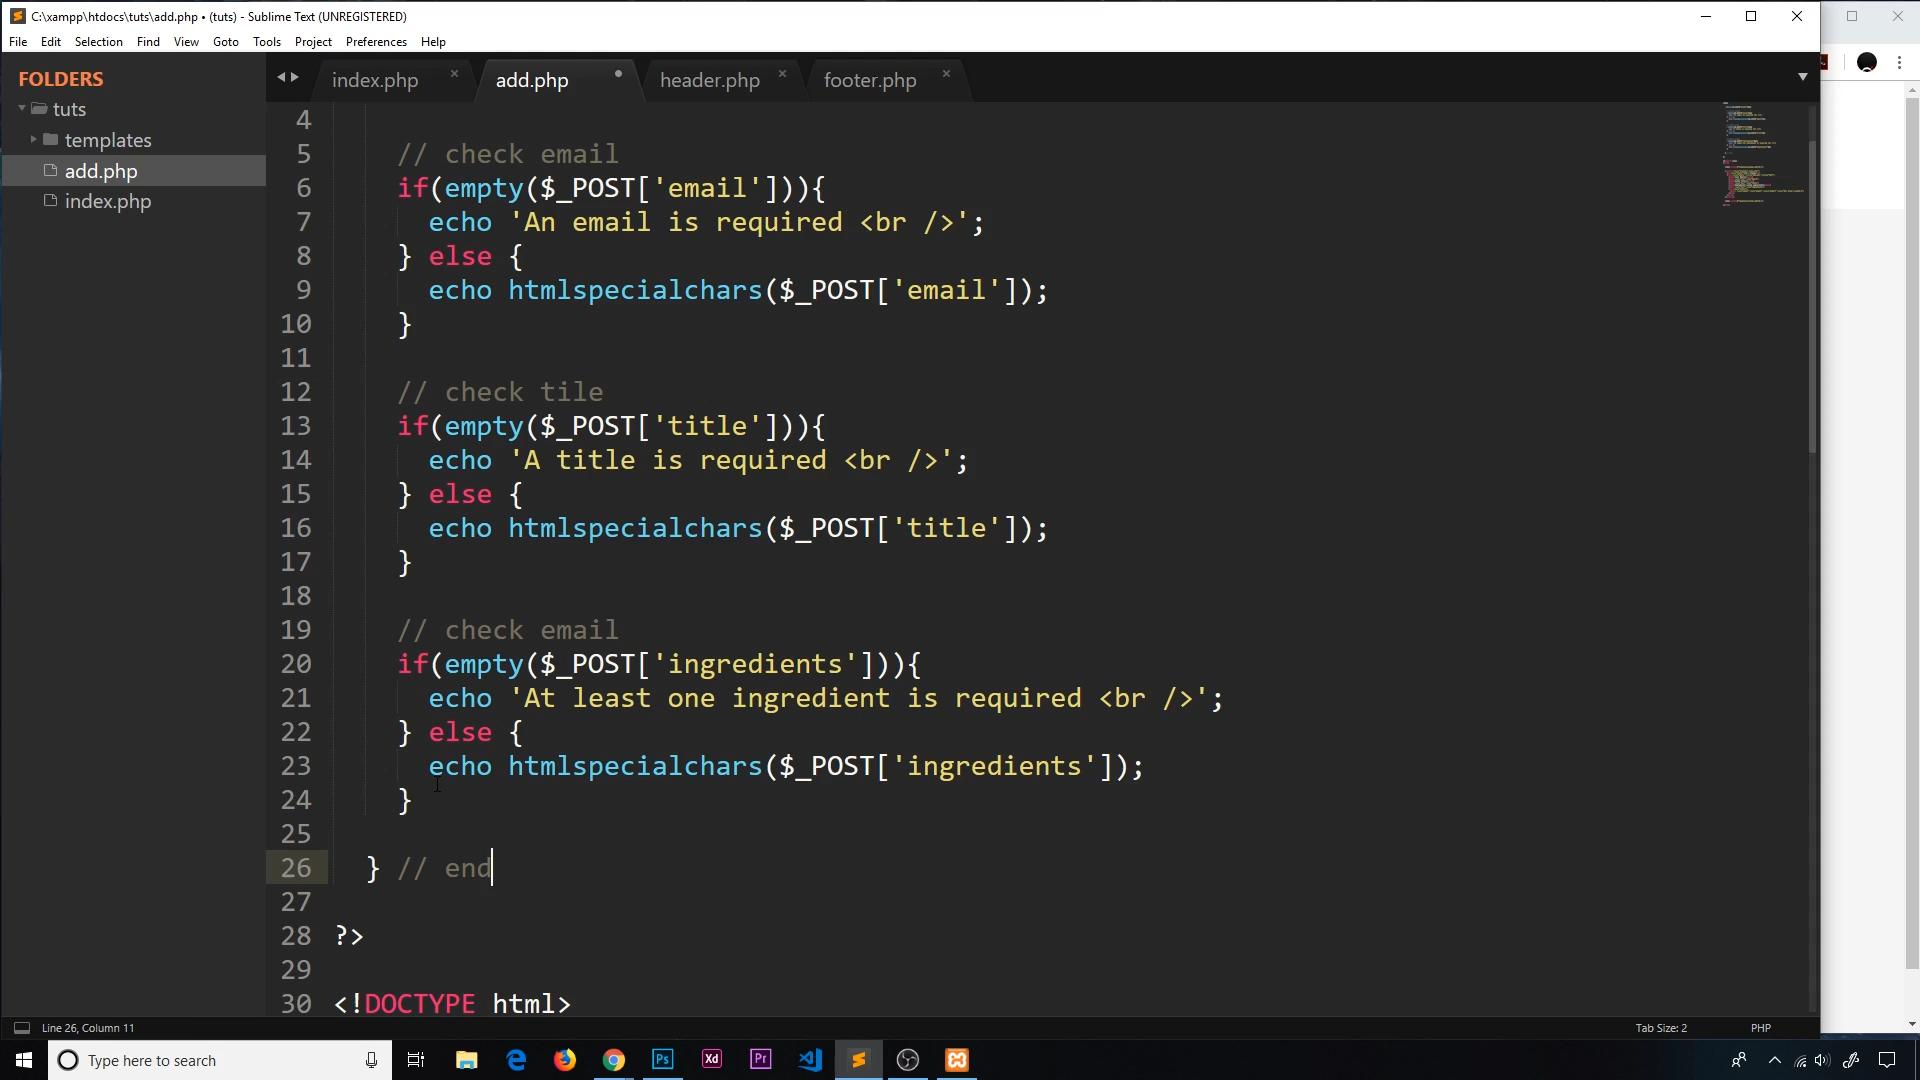 C:\xampp\htdocs\tuts\add.php • (tuts) - Sublime Text (UNREGISTERED)
File Edit Selection Find View Goto Tools Project Preferences Help
FOLDERS
tuts
templates
add.php
index.php
index.php add.php header.php footer.php
4
5 // check email
6 if(empty($_POST['email'])){
7 echo 'An email is required <br />';
8 } else {
9 echo htmlspecialchars($_POST['email']);
10 }
11
12 // check tile
13 if(empty($_POST['title'])){
14 echo 'A title is required <br />';
15 } else {
16 echo htmlspecialchars($_POST['title']);
17 }
18
19 // check email
20 if(empty($_POST['ingredients'])){
21 echo 'At least one ingredient is required <br />';
22 } else {
23 echo htmlspecialchars($_POST['ingredients']);
24 }
25
26 } // end
27
28 ?>
29
30 <!DOCTYPE html>
Line 26, Column 11 Tab Size: 2 PHP
Type here to search Ps Xd Pr